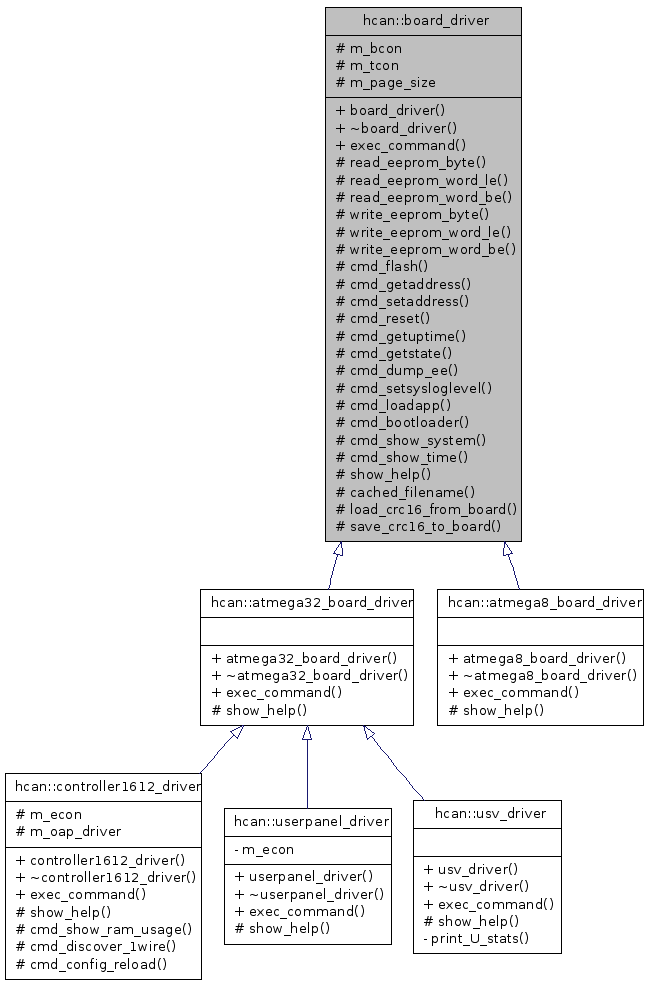 hcan::board_driver
# m_bcon
# m_tcon
# m_page_size
+ board_driver()
+ ~board_driver()
+ exec_command()
# read_eeprom_byte()
# read_eeprom_word_le()
# read_eeprom_word_be()
# write_eeprom_byte()
# write_eeprom_word_le()
# write_eeprom_word_be()
# cmd_flash()
# cmd_getaddress()
# cmd_setaddress()
# cmd_reset()
# cmd_getuptime()
# cmd_getstate()
# cmd_dump_ee()
# cmd_setsysloglevel()
# cmd_loadapp()
# cmd_bootloader()
# cmd_show_system()
# cmd_show_time()
# show_help()
# cached_filename()
# load_crc16_from_board()
# save_crc16_to_board()
hcan::atmega32_board_driver
+ atmega32_board_driver()
+ ~atmega32_board_driver()
+ exec_command()
# show_help()
hcan::atmega8_board_driver
+ atmega8_board_driver()
+ ~atmega8_board_driver()
+ exec_command()
# show_help()
hcan::controller1612_driver
# m_econ
# m_oap_driver
+ controller1612_driver()
+ ~controller1612_driver()
+ exec_command()
# show_help()
# cmd_show_ram_usage()
# cmd_discover_1wire()
# cmd_config_reload()
hcan::userpanel_driver
- m_econ
+ userpanel_driver()
+ ~userpanel_driver()
+ exec_command()
# show_help()
hcan::usv_driver
+ usv_driver()
+ ~usv_driver()
+ exec_command()
# show_help()
- print_U_stats()